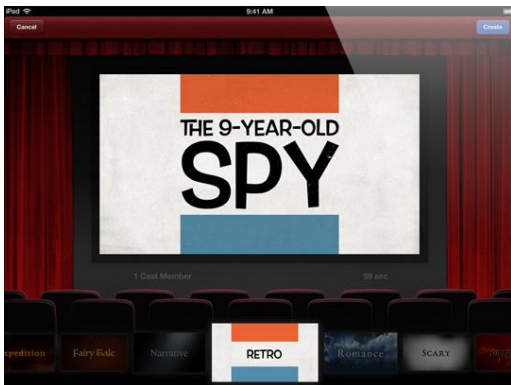 iPad
9:41 AM
Cancel
Create
THE 9-YEAR-OLD
SPY
1 Cast Member
59 sec
Fairy Tale
Narrative
RETRO
Romance
SCARY